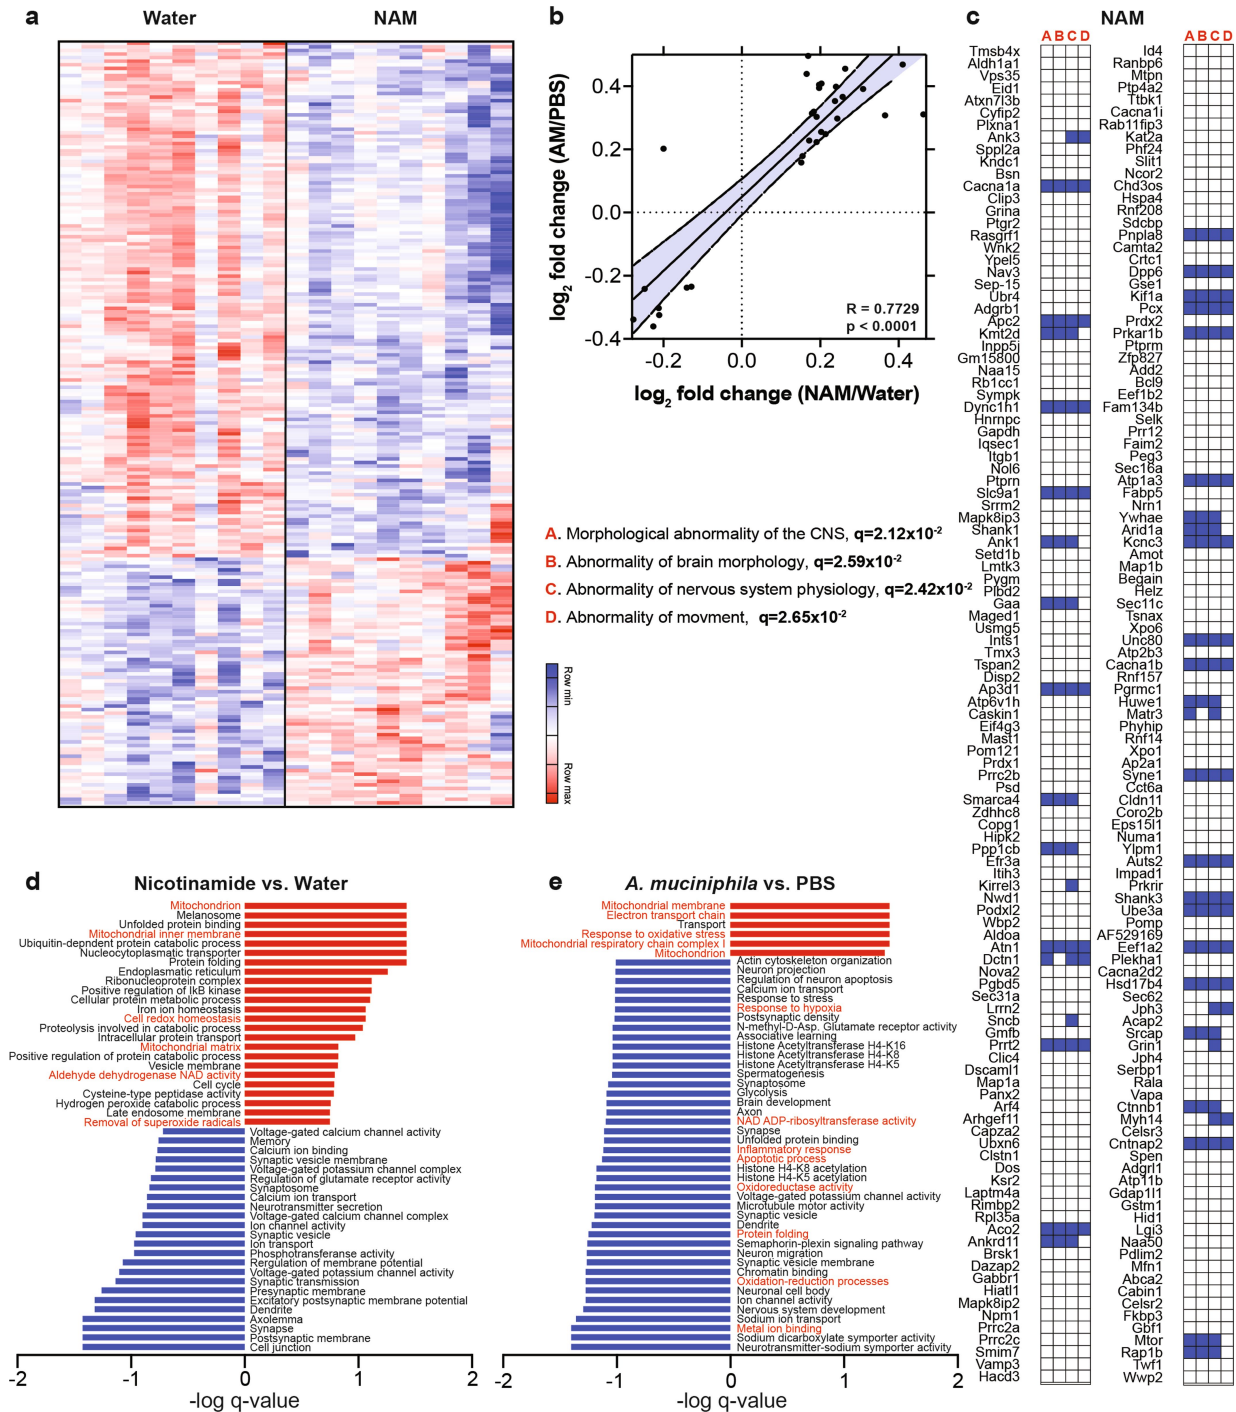 a
Water
NAM
b
log2 fold change (AM/PBS)
0.4
0.2
0.0
-0.2
-0.4
R = 0.7729
p < 0.0001
-0.2
0.0
0.2
0.4
log2 fold change (NAM/Water)
A. Morphological abnormality of the CNS, q=2.12x10-2
B. Abnormality of brain morphology, q=2.59x10-2
C. Abnormality of nervous system physiology, q=2.42x10-2
D. Abnormality of movment, q=2.65x10-2
Row min
Row max
c
NAM
A B C D
Tmsb4x
Aldh1a1
Vps35
Eid1
Atxn7l3b
Cyfip2
Plxna1
Ank3
Sppl2a
Kndc1
Bsn
Cacna1a
Clip3
Grina
Ptgr2
Rasgrf1
Wnk2
Ypel5
Nav3
Sep-15
Ubr4
Adgrb1
Apc2
Kmt2d
Inpp5j
Gm15800
Naa15
Rb1cc1
Sympk
Dync1h1
Hnrnpc
Gapdh
Iqsec1
Itgb1
Nol6
Ptprn
Slc9a1
Srrm2
Mapk8ip3
Shank1
Ank1
Setd1b
Lmtk3
Pygm
Plbd2
Gaa
Maged1
Usmg5
Ints1
Tmx3
Tspan2
Disp2
Ap3d1
Atp6v1h
Caskin1
Eif4g3
Mast1
Pom121
Prdx1
Prrc2b
Psd
Smarca4
Zdhhc8
Copg1
Hipk2
Ppp1cb
Efr3a
Itih3
Kirrel3
Nwd1
Podxl2
Wbp2
Aldoa
Atn1
Dctn1
Nova2
Pgbd5
Sec31a
Lrrn2
Sncb
Gmfb
Prrt2
Clic4
Dscaml1
Map1a
Panx2
Arf4
Arhgef11
Capza2
Ubxn6
Clstn1
Dos
Ksr2
Laptm4a
Rimbp2
Rpl35a
Aco2
Ankrd11
Brsk1
Dazap2
Gabbr1
Hiatl1
Mapk8ip2
Npm1
Prrc2a
Prrc2c
Smim7
Vamp3
Hacd3
A B C D
Id4
Ranbp6
Mtpn
Ptp4a2
Ttbk1
Cacna1i
Rab11fip3
Kat2a
Phf24
Slit1
Ncor2
Chd3os
Hspa4
Rnf208
Sdcbp
Pnpla8
Camta2
Crtc1
Dpp6
Gse1
Kif1a
Pcx
Prdx2
Prkar1b
Ptprm
Zfp827
Add2
Bcl9
Eef1b2
Fam134b
Selk
Prr12
Faim2
Peg3
Sec16a
Atp1a3
Fabp5
Nrn1
Ywhae
Arid1a
Kcnc3
Amot
Map1b
Begain
Helz
Sec11c
Tsnax
Xpo6
Unc80
Atp2b3
Cacna1b
Rnf157
Pgrmc1
Huwe1
Matr3
Phyhip
Rnf14
Xpo1
Ap2a1
Syne1
Cct6a
Cldn11
Coro2b
Eps15l1
Numa1
Ylpm1
Auts2
Impad1
Prkrir
Shank3
Ube3a
Pomp
AF529169
Eef1a2
Plekha1
Cacna2d2
Hsd17b4
Sec62
Jph3
Acap2
Srcap
Grin1
Jph4
Serbp1
Rala
Vapa
Ctnnb1
Myh14
Celsr3
Cntnap2
Spen
Adgrl1
Atp11b
Gdap1l1
Gstm1
Hid1
Lgi3
Naa50
Pdlim2
Mfn1
Abca2
Cabin1
Celsr2
Fkbp3
Gbf1
Mtor
Rap1b
Twf1
Wwp2
d
Nicotinamide vs. Water
Mitochondrion
Melanosome
Unfolded protein binding
Mitochondrial inner membrane
Ubiquitin-depndent protein catabolic process
Nucleocytoplasmic transporter
Protein folding
Endoplasmic reticulum
Ribonucleoprotein complex
Positive regulation of IkB kinase
Cellular protein metabolic process
Iron ion homeostasis
Cell redox homeostasis
Proteolysis involved in catabolic process
Intracellular protein transport
Mitochondrial matrix
Positive regulation of protein catabolic process
Vesicle membrane
Aldehyde dehydrogenase NAD activity
Cell cycle
Cysteine-type peptidase activity
Hydrogen peroxide catabolic process
Late endosome membrane
Removal of superoxide radicals
Voltage-gated calcium channel activity
Memory
Calcium ion binding
Synaptic vesicle membrane
Voltage-gated potassium channel complex
Regulation of glutamate receptor activity
Synaptosome
Calcium ion transport
Neurotransmitter secretion
Voltage-gated calcium channel complex
Ion channel activity
Synaptic vesicle
Ion transport
Phosphotransferanse activity
Rergulation of membrane potential
Voltage-gated potassium channel activity
Synaptic transmission
Presynaptic membrane
Excitatory postsynaptic membrane potential
Dendrite
Axolemma
Synapse
Postsynaptic membrane
Cell junction
-2
-1
0
1
2
-log q-value
e
A. muciniphila vs. PBS
Mitochondrial membrane
Electron transport chain
Transport
Response to oxidative stress
Mitochondrial respiratory chain complex I
Mitochondrion
Actin cytoskeleton organization
Neuron projection
Regulation of neuron apoptosis
Calcium ion transport
Response to stress
Response to hypoxia
Postsynaptic density
N-methyl-D-Asp. Glutamate receptor activity
Associative learning
Histone Acetyltransferase H4-K16
Histone Acetyltransferase H4-K8
Histone Acetyltransferase H4-K5
Spermatogenesis
Synaptosome
Glycolysis
Brain development
Axon
NAD ADP-ribosyltransferase activity
Synapse
Unfolded protein binding
Inflammatory response
Apoptotic process
Histone H4-K8 acetylation
Histone H4-K5 acetylation
Oxidoreductase activity
Voltage-gated potassium channel activity
Microtubule motor activity
Synaptic vesicle
Dendrite
Protein folding
Semaphorin-plexin signaling pathway
Neuron migration
Synaptic vesicle membrane
Chromatin binding
Oxidation-reduction processes
Neuronal cell body
Ion channel activity
Nervous system development
Sodium ion transport
Metal ion binding
Sodium dicarboxylate symporter activity
Neurotransmitter-sodium symporter activity
-2
-1
0
1
2
-log q-value